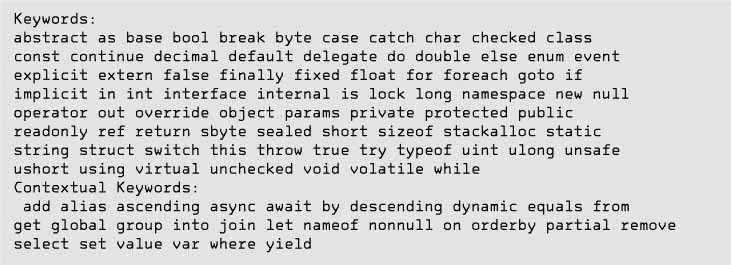 Keywords:
abstract as base bool break byte case catch char checked class
const continue decimal default delegate do double else enum event
explicit extern false finally fixed float for foreach goto if
implicit in int interface internal is lock long namespace new null
operator out override object params private protected public
readonly ref return sbyte sealed short sizeof stackalloc static
string struct switch this throw true try typeof uint ulong unsafe
ushort using virtual unchecked void volatile while
Contextual Keywords:
add alias ascending async await by descending dynamic equals from
get global group into join let nameof nonnull on orderby partial remove
select set value var where yield